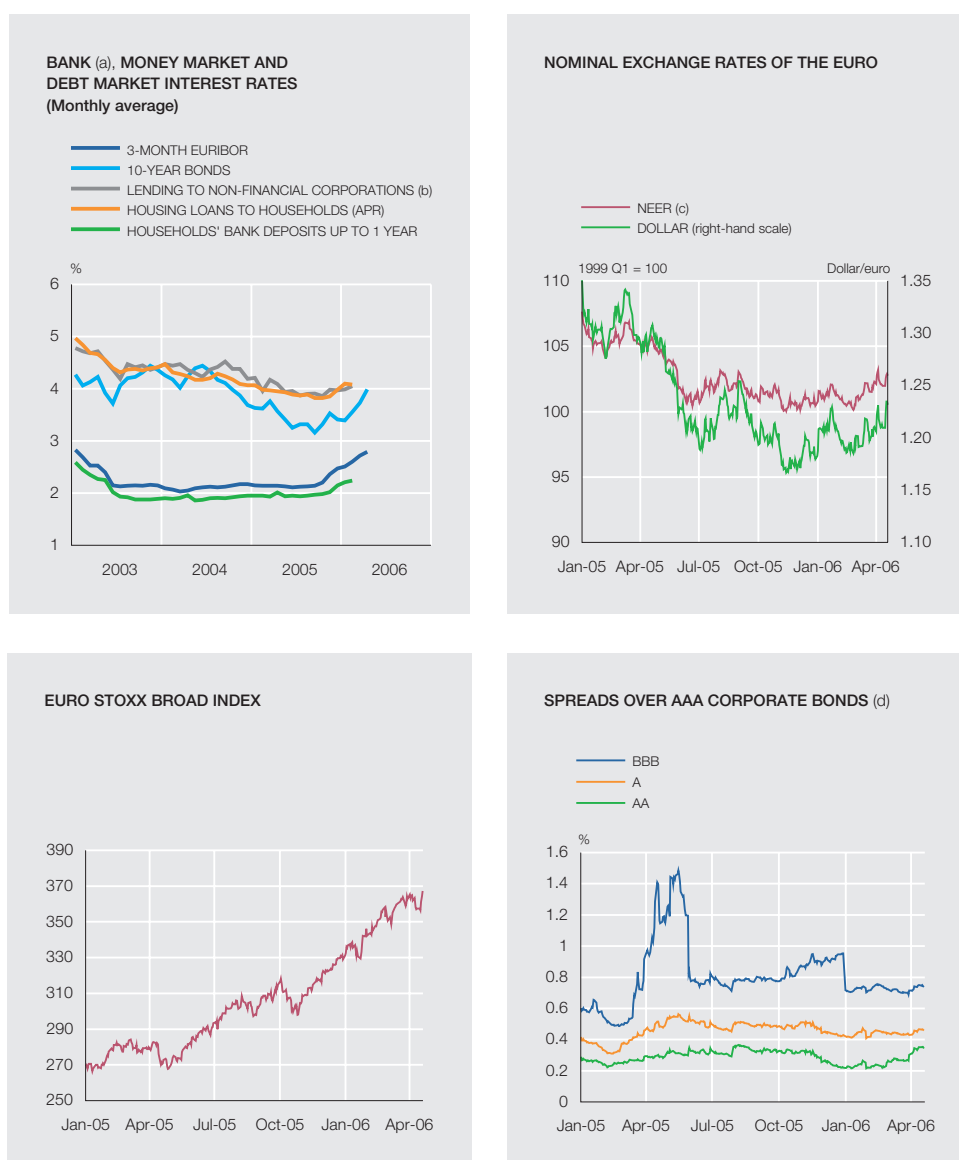 BANK (a), MONEY MARKET AND
DEBT MARKET INTEREST RATES
(Monthly average)
3-MONTH EURIBOR
10-YEAR BONDS
LENDING TO NON-FINANCIAL CORPORATIONS (b)
HOUSING LOANS TO HOUSEHOLDS (APR)
HOUSEHOLDS' BANK DEPOSITS UP TO 1 YEAR
%
6
5
4
3
2
1
2003 2004 2005 2006
NOMINAL EXCHANGE RATES OF THE EURO
NEER (c)
DOLLAR (right-hand scale)
1999 Q1 = 100 Dollar/euro
110 1.35
1.30
105
1.25
100
1.20
95
1.15
90 1.10
Jan-05 Apr-05 Jul-05 Oct-05 Jan-06 Apr-06
EURO STOXX BROAD INDEX
390
370
350
330
310
290
270
250
Jan-05 Apr-05 Jul-05 Oct-05 Jan-06 Apr-06
SPREADS OVER AAA CORPORATE BONDS (d)
BBB
A
AA
%
1.6
1.4
1.2
1
0.8
0.6
0.4
0.2
0
Jan-05 Apr-05 Jul-05 Oct-05 Jan-06 Apr-06